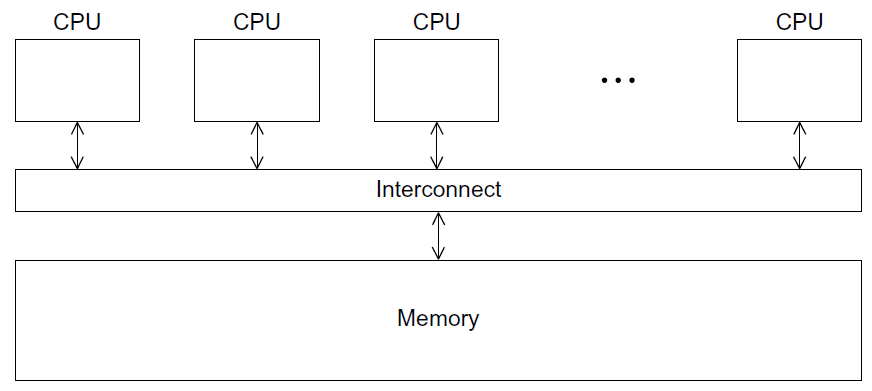 CPU CPU CPU CPU
...
Interconnect
Memory